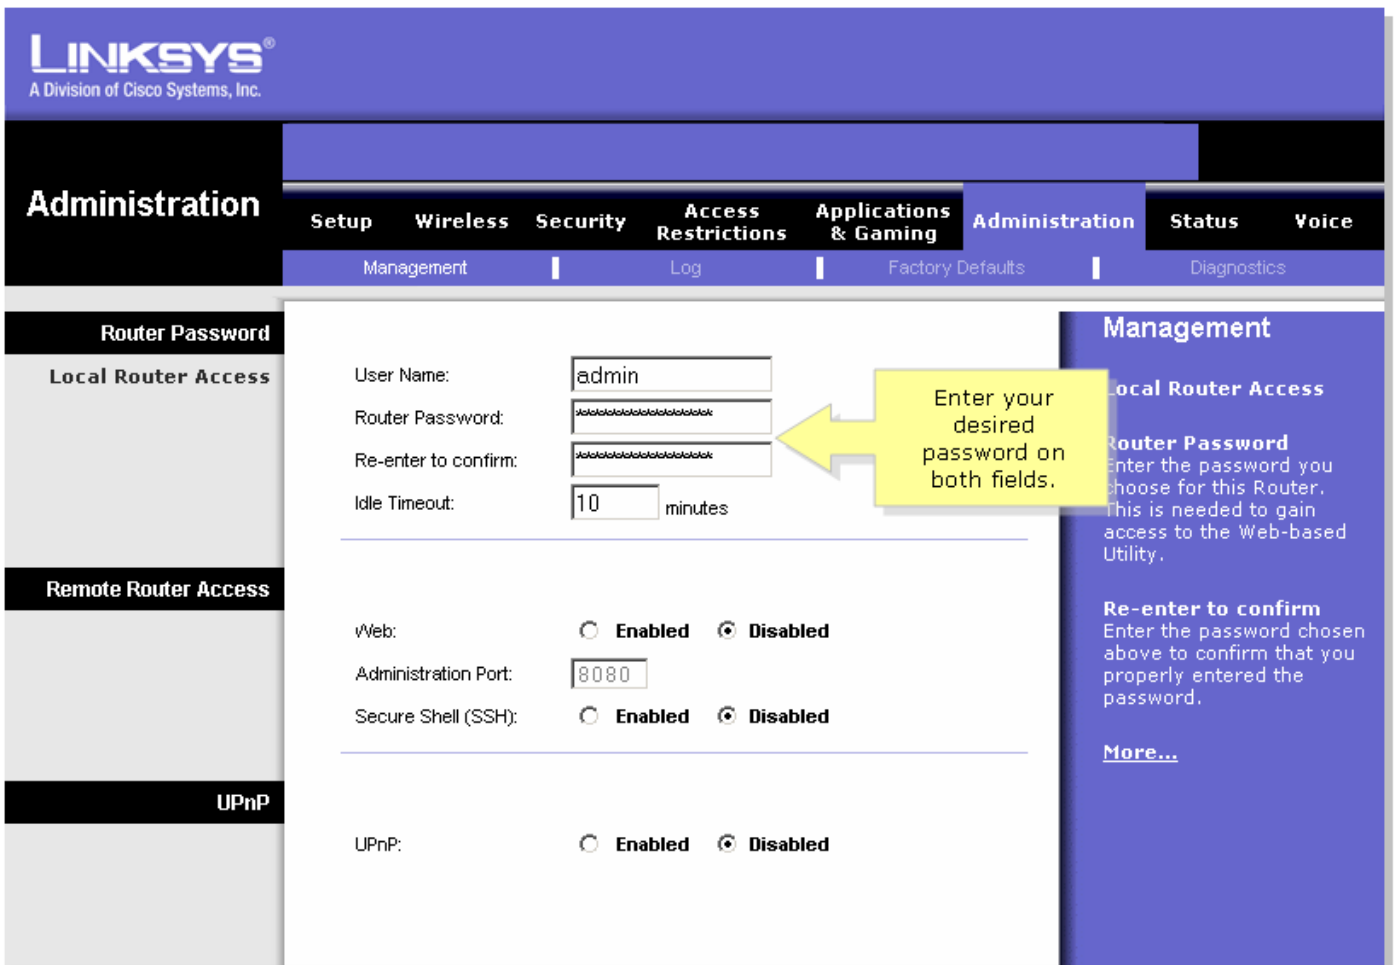 LINKSYS®
A Division of Cisco Systems, Inc.
Administration
Setup
Wireless
Security
Access
Restrictions
Applications
& Gaming
Administration
Status
Voice
Management
Log
Factory Defaults
Diagnostics
Router Password
Local Router Access
User Name:
admin
Router Password:
*******************
Re-enter to confirm:
*******************
Idle Timeout:
10
minutes
Enter your
desired
password on
both fields.
Remote Router Access
Web:
Enabled
Disabled
Administration Port:
8080
Secure Shell (SSH):
Enabled
Disabled
UPnP
UPnP:
Enabled
Disabled
Management
Local Router Access
Router Password
Enter the password you
choose for this Router.
This is needed to gain
access to the Web-based
Utility.
Re-enter to confirm
Enter the password chosen
above to confirm that you
properly entered the
password.
More...